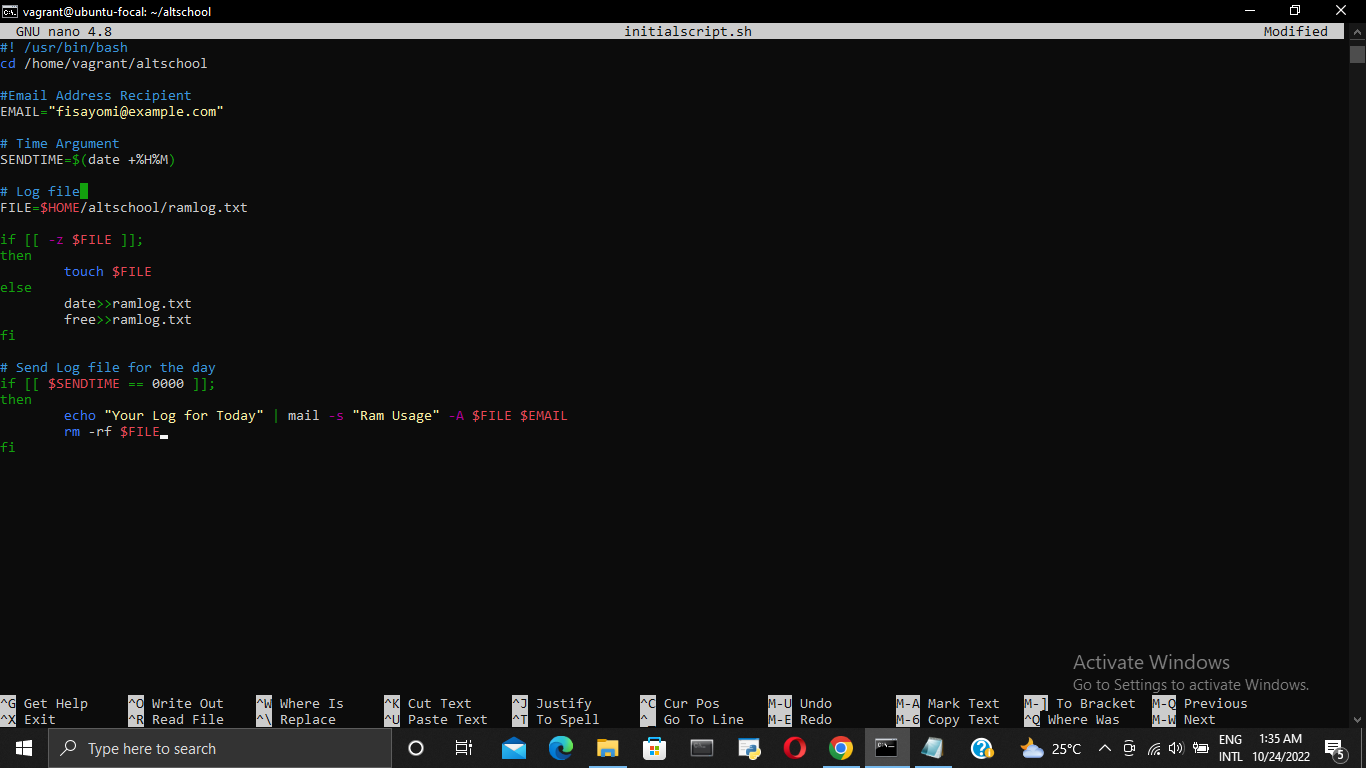 vagrant@ubuntu-focal: ~/altschool
GNU nano 4.8 initialscript.sh Modified
#! /usr/bin/bash
cd /home/vagrant/altschool
#Email Address Recipient
EMAIL="fisayomi@example.com"
# Time Argument
SENDTIME=$(date +%H%M)
# Log file
FILE=$HOME/altschool/ramlog.txt
if [[ -z $FILE ]];
then
touch $FILE
else
date>>ramlog.txt
free>>ramlog.txt
fi
# Send Log file for the day
if [[ $SENDTIME == 0000 ]];
then
echo "Your Log for Today" | mail -s "Ram Usage" -A $FILE $EMAIL
rm -rf $FILE
fi
Activate Windows
Go to Settings to activate Windows.
^G Get Help ^O Write Out ^W Where Is ^K Cut Text ^J Justify ^C Cur Pos M-U Undo M-A Mark Text M-] To Bracket M-Q Previous
^X Exit ^R Read File ^\ Replace ^U Paste Text ^T To Spell ^_ Go To Line M-E Redo M-6 Copy Text ^Q Where Was M-W Next
Type here to search
25°C
ENG
INTL
1:35 AM
10/24/2022
5